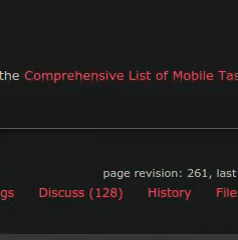 the Comprehensive List of Mobile Tas
page revision: 261, last
gs Discuss (128) History File